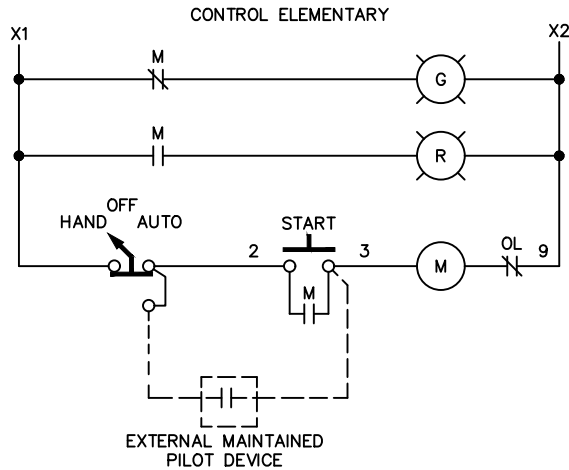 CONTROL ELEMENTARY
X1
X2
M
G
M
R
OFF
HAND AUTO
START
2
3
M
OL
9
M
EXTERNAL MAINTAINED
PILOT DEVICE